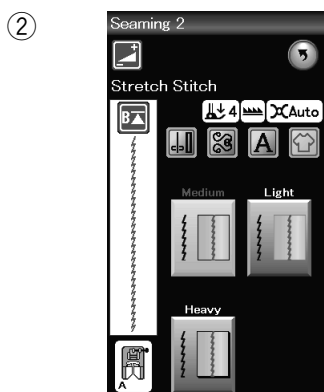 ②
Seaming 2
Stretch Stitch
B
4
Auto
A
Medium
Light
Heavy
A